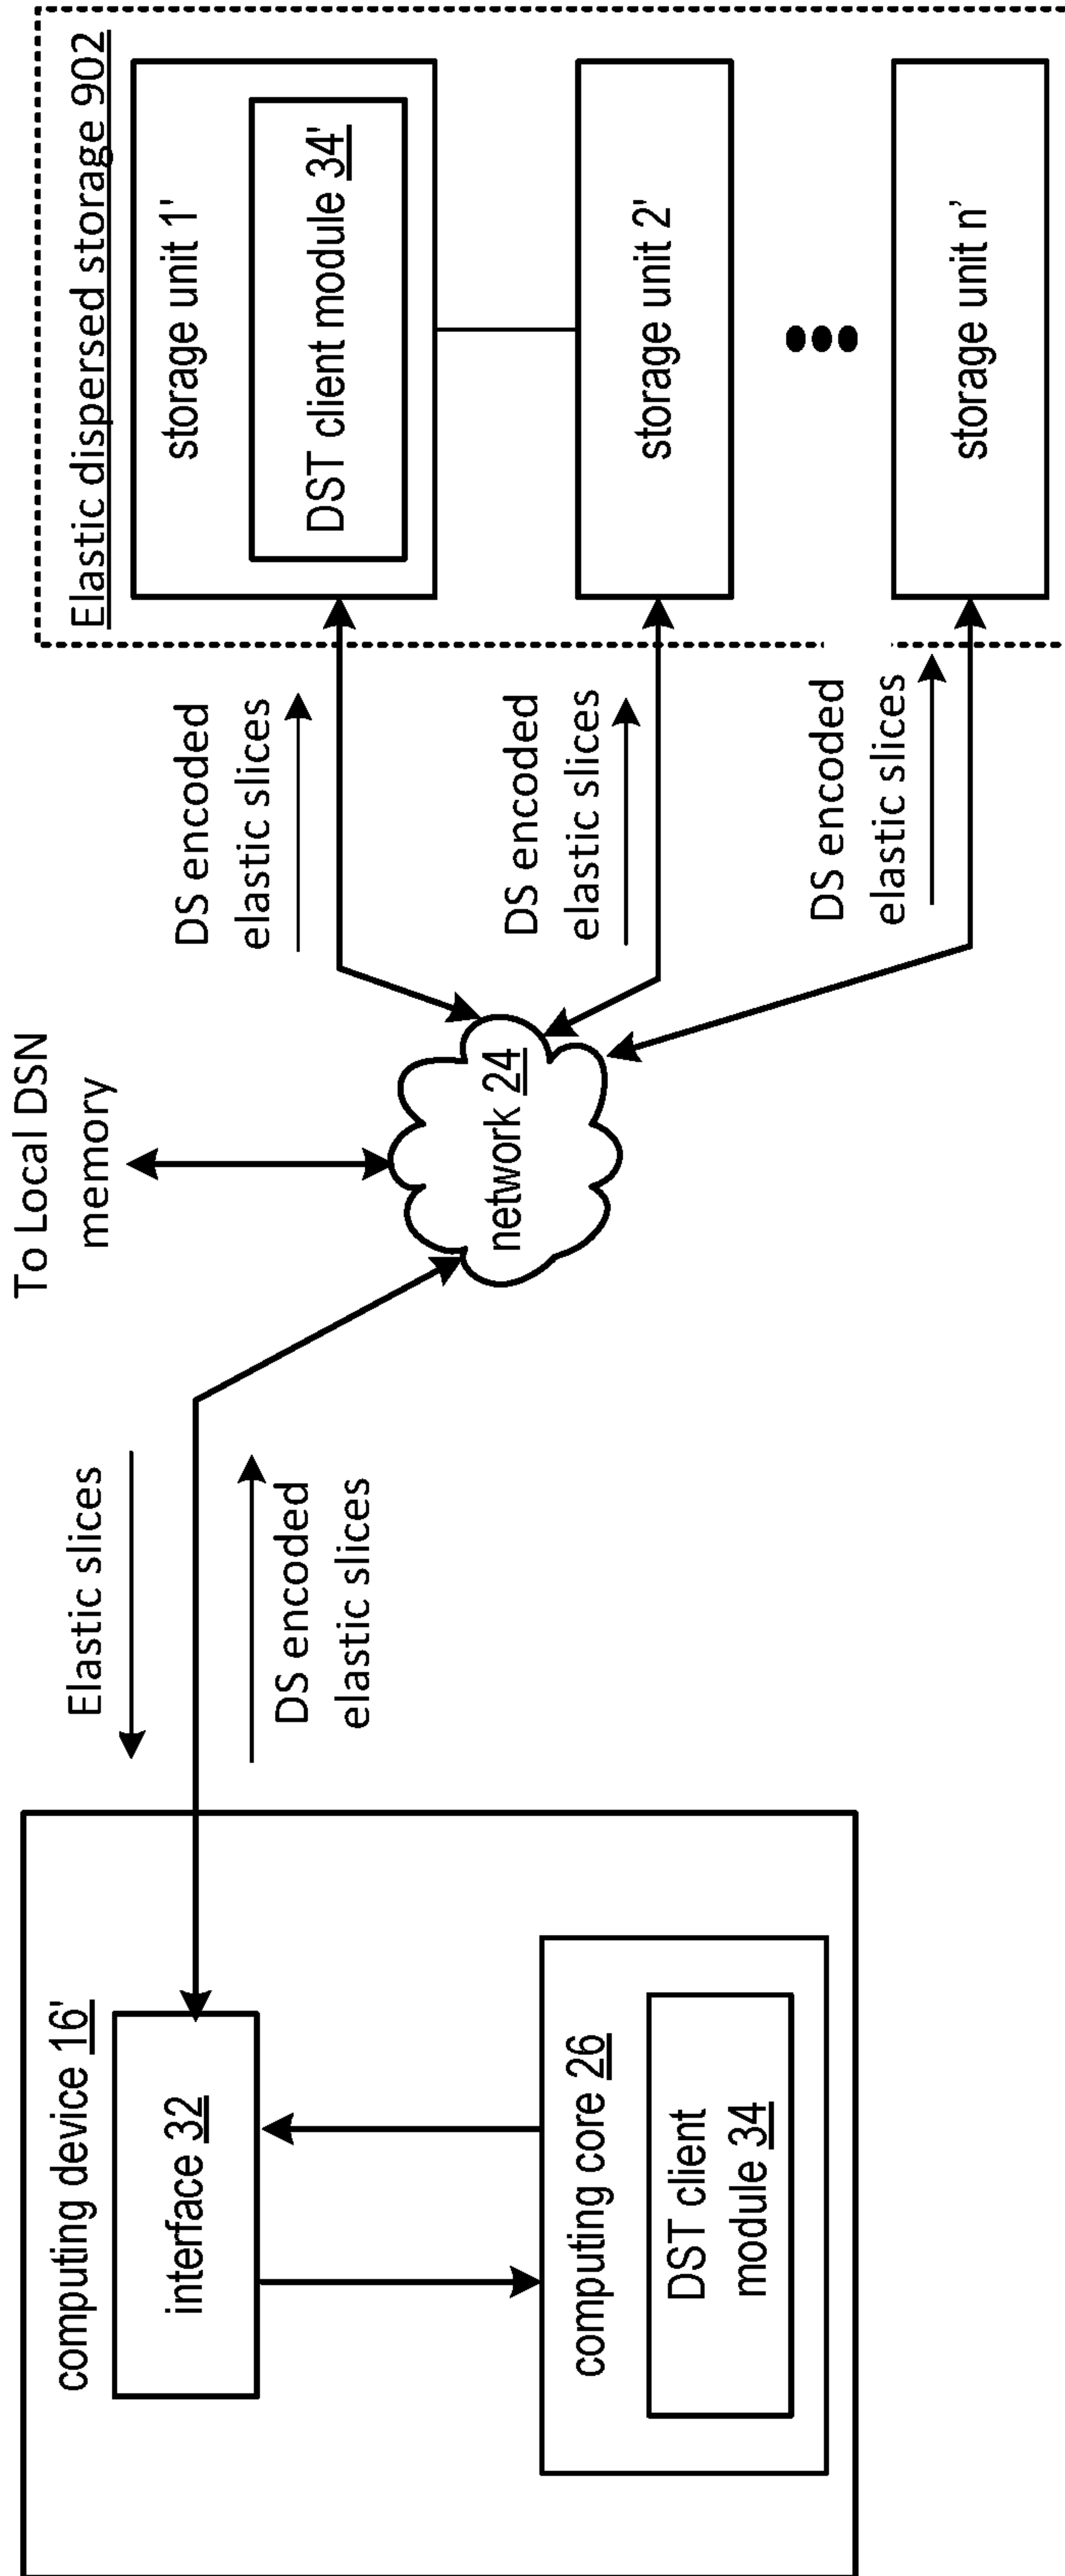 computing device 16'
interface 32
computing core 26
DST client
module 34
Elastic slices
DS encoded
elastic slices
To Local DSN
memory
network 24
DS encoded
elastic slices
DS encoded
elastic slices
DS encoded
elastic slices
Elastic dispersed storage 902
storage unit 1'
DST client module 34'
storage unit 2'
storage unit n’